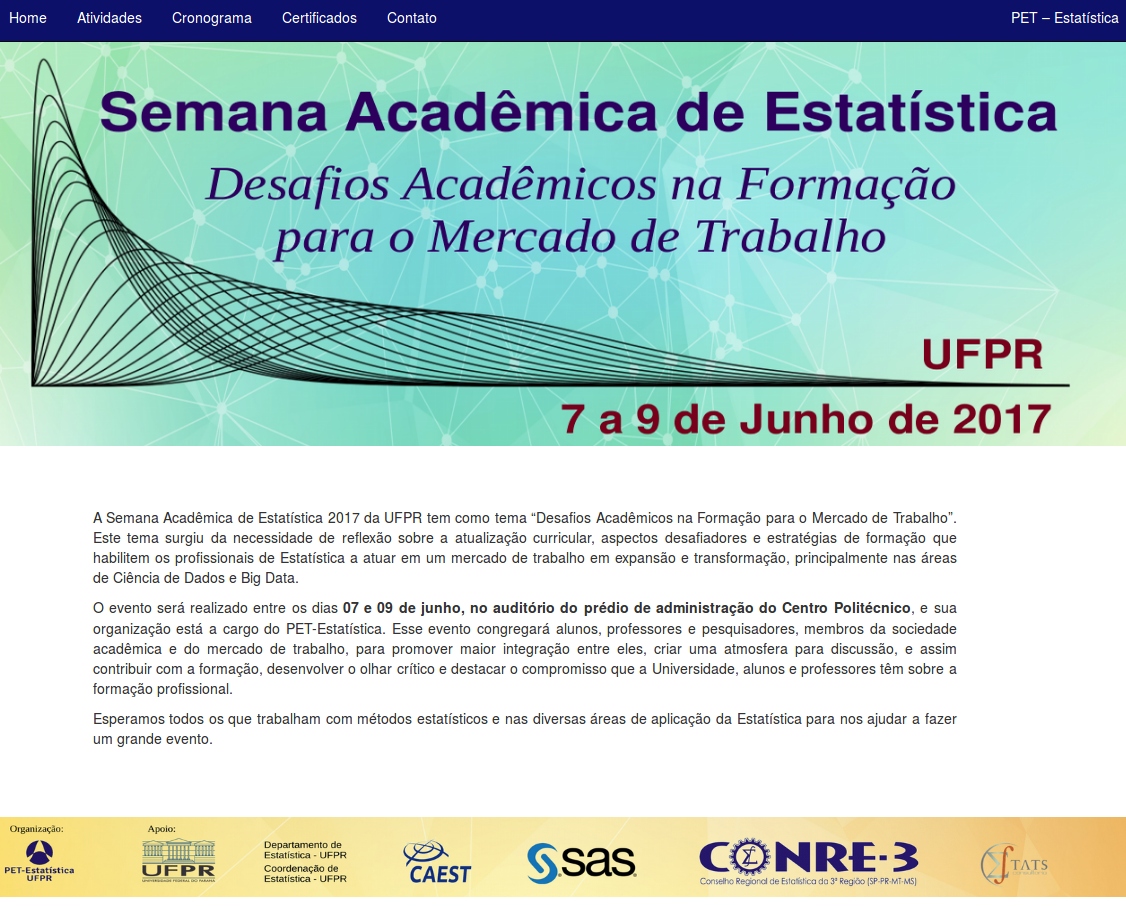 Home Atividades Cronograma Certificados Contato PET – Estatística
Semana Acadêmica de Estatística
Desafios Acadêmicos na Formação
para o Mercado de Trabalho
UFPR
7 a 9 de Junho de 2017
A Semana Acadêmica de Estatística 2017 da UFPR tem como tema “Desafios Acadêmicos na Formação para o Mercado de Trabalho”.
Este tema surgiu da necessidade de reflexão sobre a atualização curricular, aspectos desafiadores e estratégias de formação que
habilitem os profissionais de Estatística a atuar em um mercado de trabalho em expansão e transformação, principalmente nas áreas
de Ciência de Dados e Big Data.
O evento será realizado entre os dias 07 e 09 de junho, no auditório do prédio de administração do Centro Politécnico, e sua
organização está a cargo do PET-Estatística. Esse evento congregará alunos, professores e pesquisadores, membros da sociedade
acadêmica e do mercado de trabalho, para promover maior integração entre eles, criar uma atmosfera para discussão, e assim
contribuir com a formação, desenvolver o olhar crítico e destacar o compromisso que a Universidade, alunos e professores têm sobre a
formação profissional.
Esperamos todos os que trabalham com métodos estatísticos e nas diversas áreas de aplicação da Estatística para nos ajudar a fazer
um grande evento.
Organização:
PET-Estatística
UFPR
Apoio:
UFPR
UNIVERSIDADE FEDERAL DO PARANÁ
Departamento de
Estatística - UFPR
Coordenação de
Estatística - UFPR
CAEST
sas
CONRE-3
Conselho Regional de Estatística da 3ª Região (SP-PR-MT-MS)
TATS